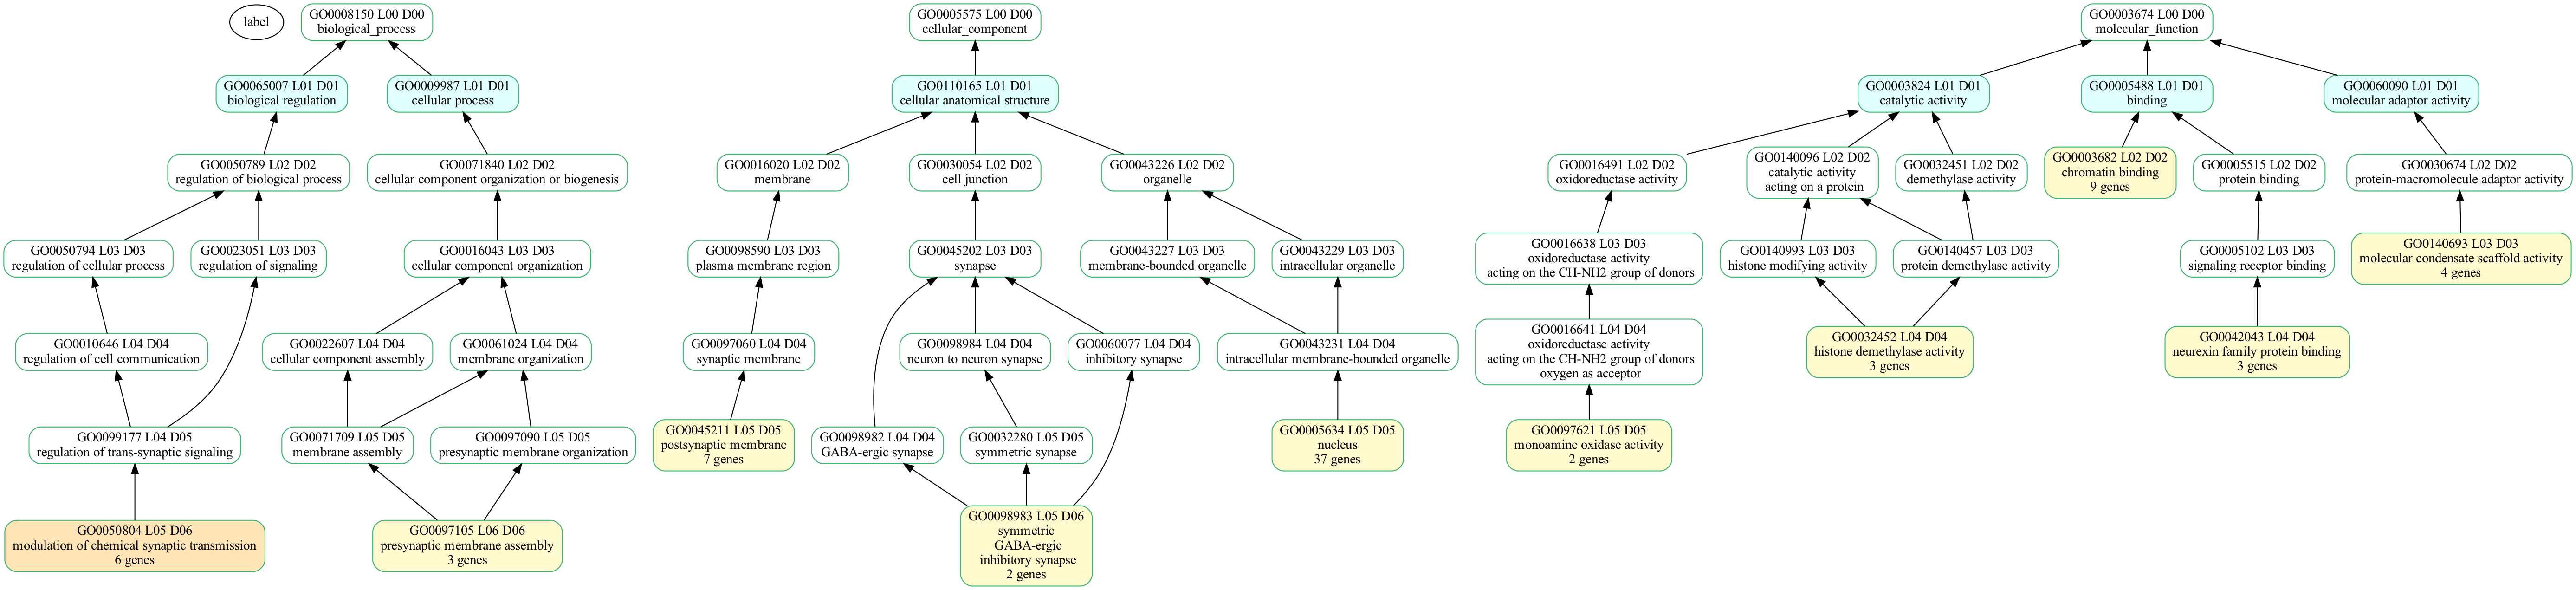 label
GO0008150 L00 D00
biological_process
GO0005575 L00 D00
cellular_component
GO0003674 L00 D00
molecular_function
GO0065007 L01 D01
biological regulation
GO0009987 L01 D01
cellular process
GO0110165 L01 D01
cellular anatomical structure
GO0003824 L01 D01
catalytic activity
GO0005488 L01 D01
binding
GO0060090 L01 D01
molecular adaptor activity
GO0050789 L02 D02
regulation of biological process
GO0071840 L02 D02
cellular component organization or biogenesis
GO0016020 L02 D02
membrane
GO0030054 L02 D02
cell junction
GO0043226 L02 D02
organelle
GO0016491 L02 D02
oxidoreductase activity
GO0140096 L02 D02
catalytic activity
acting on a protein
GO0032451 L02 D02
demethylase activity
GO0003682 L02 D02
chromatin binding
9 genes
GO0005515 L02 D02
protein binding
GO0030674 L02 D02
protein-macromolecule adaptor activity
GO0050794 L03 D03
regulation of cellular process
GO0023051 L03 D03
regulation of signaling
GO0016043 L03 D03
cellular component organization
GO0098590 L03 D03
plasma membrane region
GO0045202 L03 D03
synapse
GO0043227 L03 D03
membrane-bounded organelle
GO0043229 L03 D03
intracellular organelle
GO0016638 L03 D03
oxidoreductase activity
acting on the CH-NH2 group of donors
GO0140993 L03 D03
histone modifying activity
GO0140457 L03 D03
protein demethylase activity
GO0005102 L03 D03
signaling receptor binding
GO0140693 L03 D03
molecular condensate scaffold activity
4 genes
GO0010646 L04 D04
regulation of cell communication
GO0022607 L04 D04
cellular component assembly
GO0061024 L04 D04
membrane organization
GO0097060 L04 D04
synaptic membrane
GO0098984 L04 D04
neuron to neuron synapse
GO0060077 L04 D04
inhibitory synapse
GO0043231 L04 D04
intracellular membrane-bounded organelle
GO0016641 L04 D04
oxidoreductase activity
acting on the CH-NH2 group of donors
oxygen as acceptor
GO0032452 L04 D04
histone demethylase activity
3 genes
GO0042043 L04 D04
neurexin family protein binding
3 genes
GO0099177 L04 D05
regulation of trans-synaptic signaling
GO0071709 L05 D05
membrane assembly
GO0097090 L05 D05
presynaptic membrane organization
GO0045211 L05 D05
postsynaptic membrane
7 genes
GO0098982 L04 D04
GABA-ergic synapse
GO0032280 L05 D05
symmetric synapse
GO0005634 L05 D05
nucleus
37 genes
GO0097621 L05 D05
monoamine oxidase activity
2 genes
GO0050804 L05 D06
modulation of chemical synaptic transmission
6 genes
GO0097105 L06 D06
presynaptic membrane assembly
3 genes
GO0098983 L05 D06
symmetric
GABA-ergic
inhibitory synapse
2 genes